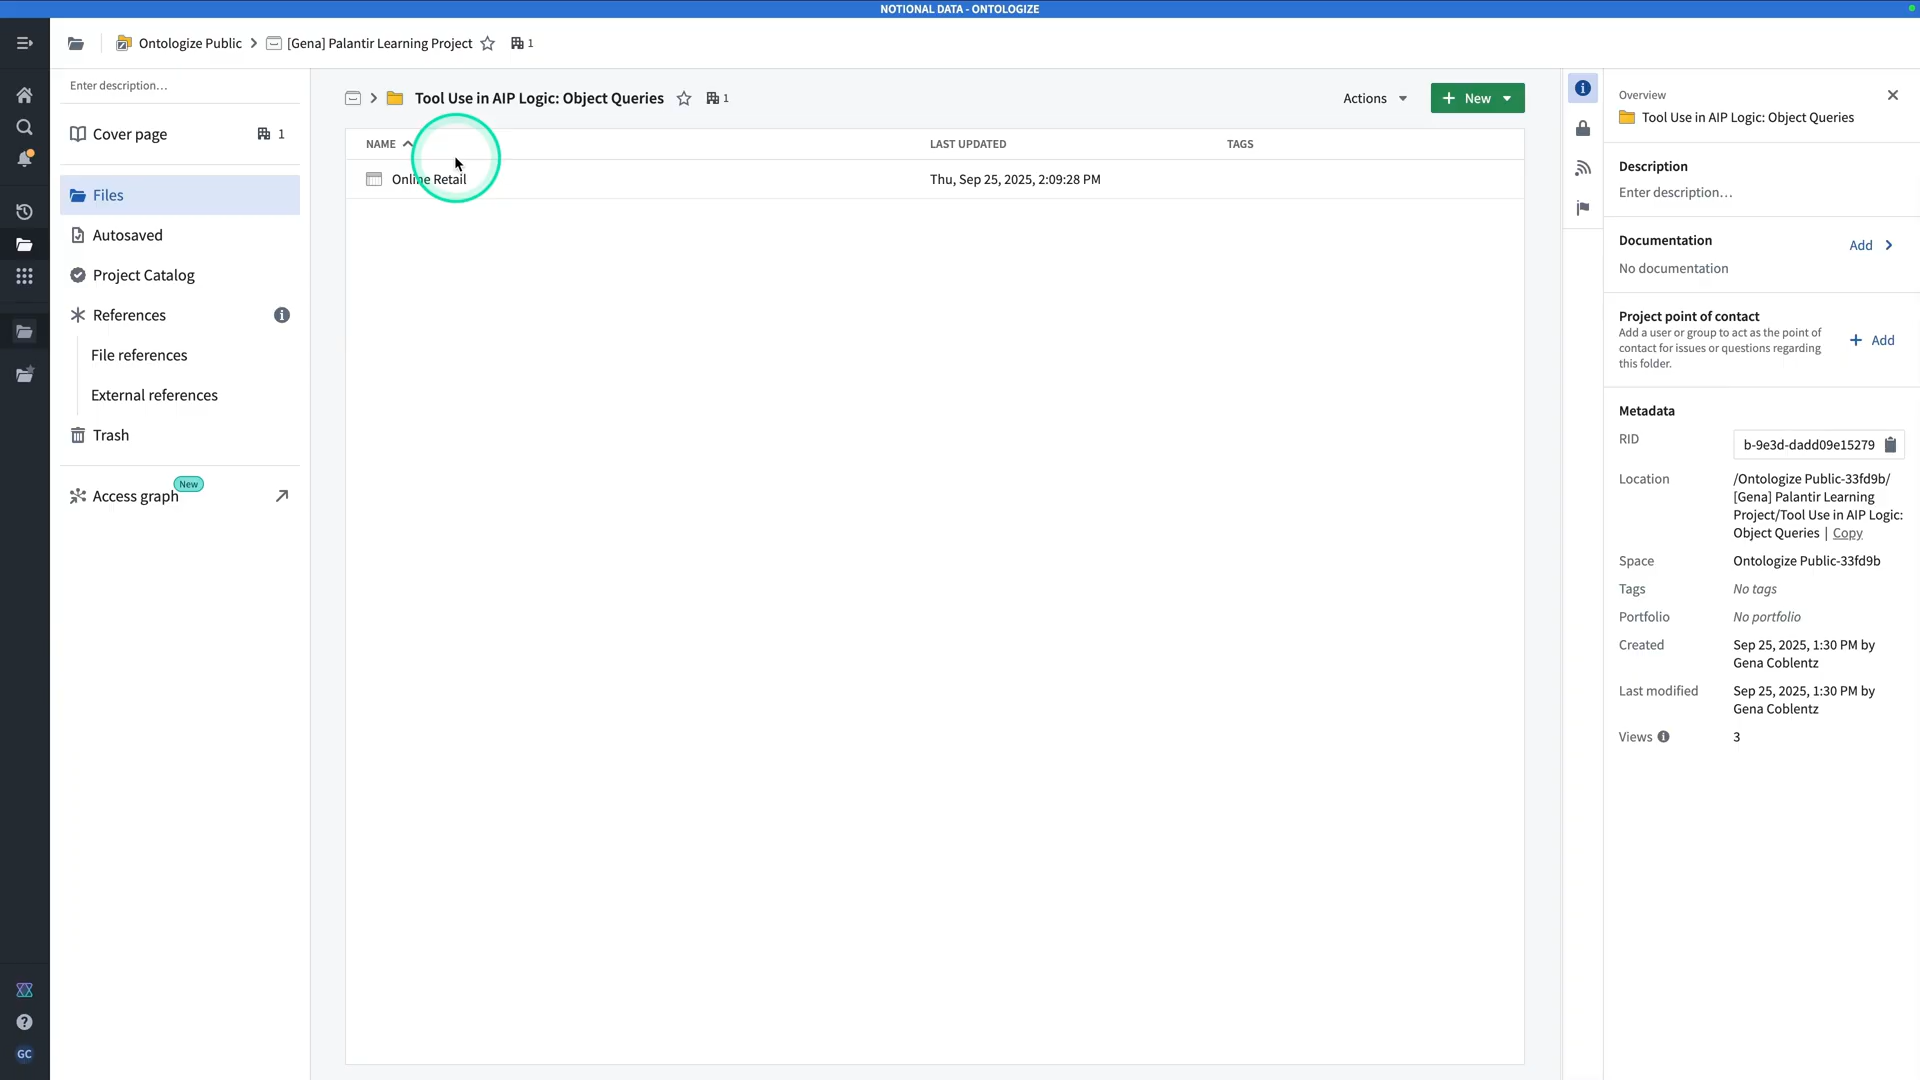 NOTIONAL DATA - ONTOLOGIZE
Ontologize Public
[Gena] Palantir Learning Project
1
Enter description…
Cover page
1
Files
Autosaved
Project Catalog
References
File references
External references
Trash
Access graph
New
Tool Use in AIP Logic: Object Queries
1
Actions
New
NAME
LAST UPDATED
TAGS
Online Retail
Thu, Sep 25, 2025, 2:09:28 PM
Overview
Tool Use in AIP Logic: Object Queries
Description
Enter description…
Documentation
Add
No documentation
Project point of contact
Add a user or group to act as the point of
contact for issues or questions regarding
this folder.
Add
Metadata
RID
b-9e3d-dadd09e15279
Location
/Ontologize Public-33fd9b/
[Gena] Palantir Learning
Project/Tool Use in AIP Logic:
Object Queries | Copy
Space
Ontologize Public-33fd9b
Tags
No tags
Portfolio
No portfolio
Created
Sep 25, 2025, 1:30 PM by
Gena Coblentz
Last modified
Sep 25, 2025, 1:30 PM by
Gena Coblentz
Views
3
GC